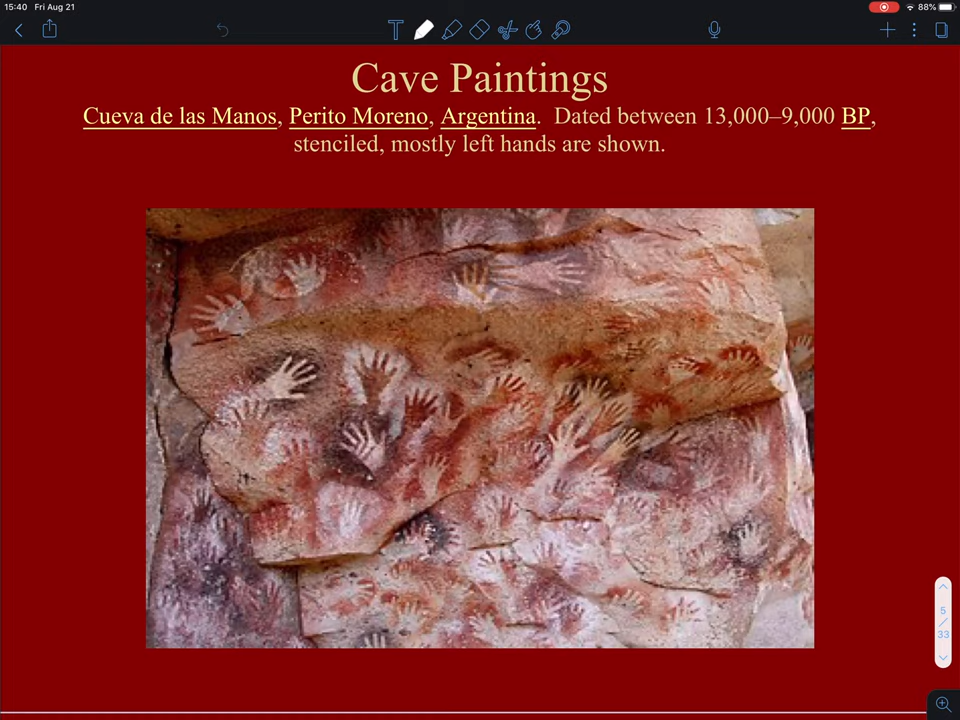 15:40 Fri Aug 21
88%
T
Cave Paintings
Cueva de las Manos, Perito Moreno, Argentina. Dated between 13,000–9,000 BP,
stenciled, mostly left hands are shown.
5
/
33